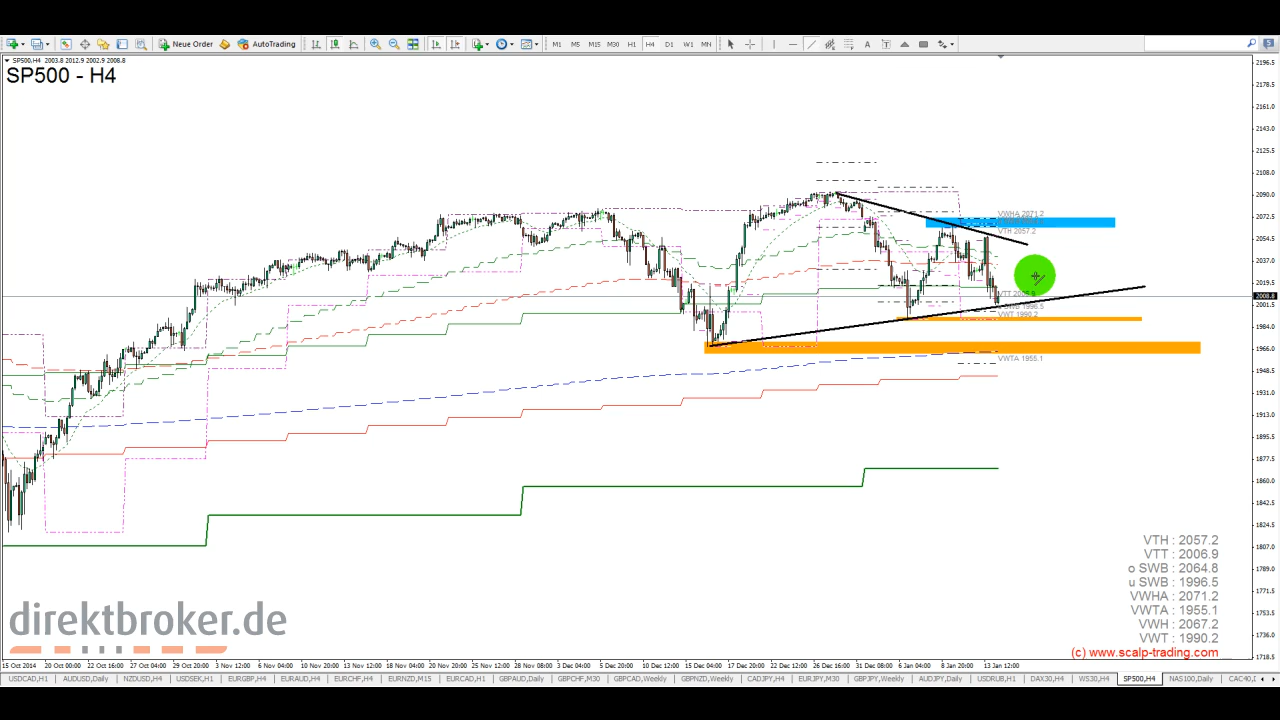 Neue Order AutoTrading M1 M5 M15 M30 H1 H4 D1 W1 MN A T 5
SP500,H4 2003.8 2012.9 2002.9 2008.8
SP500 - H4
2196.5
2178.5
2161.0
2143.0
2125.5
2108.0
2090.0
2072.5
2054.5
2037.0
2019.5
2008.8
2001.5
1984.0
1966.0
1948.5
1931.0
1913.0
1895.5
1877.5
1860.0
1842.5
1824.5
1807.0
1789.0
1771.5
1753.5
1736.0
1718.5
VWHA 2071.2
VTH 2057.2
VWT 1990.2
VWTA 1955.1
VTH : 2057.2
VTT : 2006.9
o SWB : 2064.8
u SWB : 1996.5
VWHA : 2071.2
VWTA : 1955.1
VWH : 2067.2
VWT : 1990.2
direktbroker.de
(c) www.scalp-trading.com
15 Oct 2014 20 Oct 00:00 22 Oct 16:00 27 Oct 04:00 29 Oct 20:00 3 Nov 12:00 6 Nov 04:00 10 Nov 20:00 13 Nov 12:00 18 Nov 04:00 20 Nov 20:00 25 Nov 16:00 28 Nov 08:00 3 Dec 04:00 5 Dec 20:00 10 Dec 12:00 15 Dec 04:00 17 Dec 20:00 22 Dec 12:00 26 Dec 16:00 31 Dec 08:00 6 Jan 04:00 8 Jan 20:00 13 Jan 12:00
USDCAD,H1 AUDUSD,Daily NZDUSD,H4 USDSEK,H1 EURGBP,H4 EURAUD,H4 EURCHF,H4 EURNZD,M15 EURCAD,H1 GBPAUD,Daily GBPCHF,M30 GBPCAD,Weekly GBPNZD,Weekly CADJPY,H4 EURJPY,M30 GBPJPY,Weekly AUDJPY,Daily USDRUB,H1 DAX30,H4 WS30,H4 SP500,H4 NAS100,Daily CAC40,D